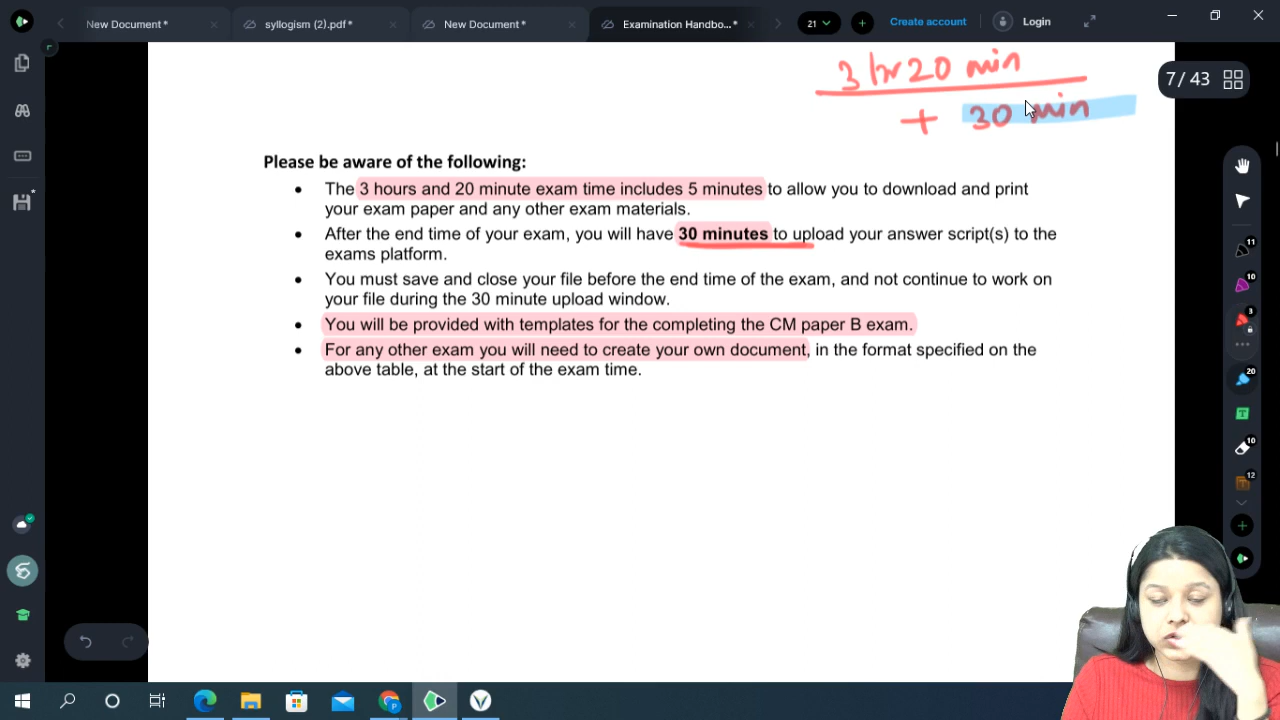 New Document *
syllogism (2).pdf*
New Document *
Examination Handbo...*
21
Create account
Login
3 hr 20 min
+ 30 min
7 / 43
Please be aware of the following:
• The 3 hours and 20 minute exam time includes 5 minutes to allow you to download and print
your exam paper and any other exam materials.
• After the end time of your exam, you will have 30 minutes to upload your answer script(s) to the
exams platform.
• You must save and close your file before the end time of the exam, and not continue to work on
your file during the 30 minute upload window.
• You will be provided with templates for the completing the CM paper B exam.
• For any other exam you will need to create your own document, in the format specified on the
above table, at the start of the exam time.
11
10
3
20
10
12